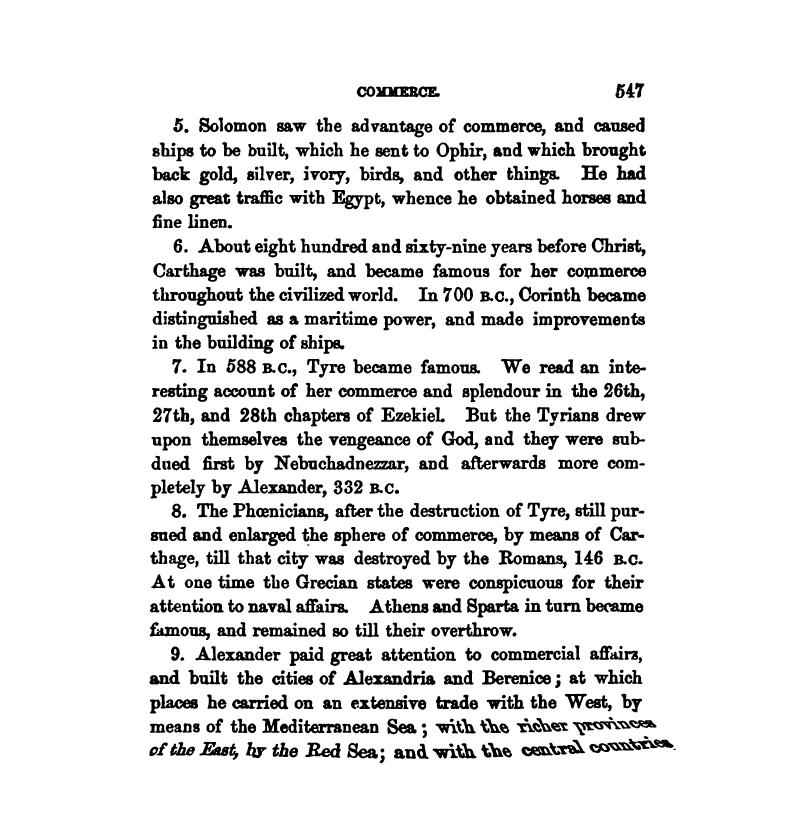 COMMERCE. 547
5. Solomon saw the advantage of commerce, and caused
ships to be built, which he sent to Ophir, and which brought
back gold, silver, ivory, birds, and other things. He had
also great traffic with Egypt, whence he obtained horses and
fine linen.
6. About eight hundred and sixty-nine years before Christ,
Carthage was built, and became famous for her commerce
throughout the civilized world. In 700 B.C., Corinth became
distinguished as a maritime power, and made improvements
in the building of ships.
7. In 588 B.C., Tyre became famous. We read an inte-
resting account of her commerce and splendour in the 26th,
27th, and 28th chapters of Ezekiel. But the Tyrians drew
upon themselves the vengeance of God, and they were sub-
dued first by Nebuchadnezzar, and afterwards more com-
pletely by Alexander, 332 B.C.
8. The Phœnicians, after the destruction of Tyre, still pur-
sued and enlarged the sphere of commerce, by means of Car-
thage, till that city was destroyed by the Romans, 146 B.C.
At one time the Grecian states were conspicuous for their
attention to naval affairs. Athens and Sparta in turn became
famous, and remained so till their overthrow.
9. Alexander paid great attention to commercial affairs,
and built the cities of Alexandria and Berenice; at which
places he carried on an extensive trade with the West, by
means of the Mediterranean Sea; with the richer provinces
of the East, by the Red Sea; and with the central countries